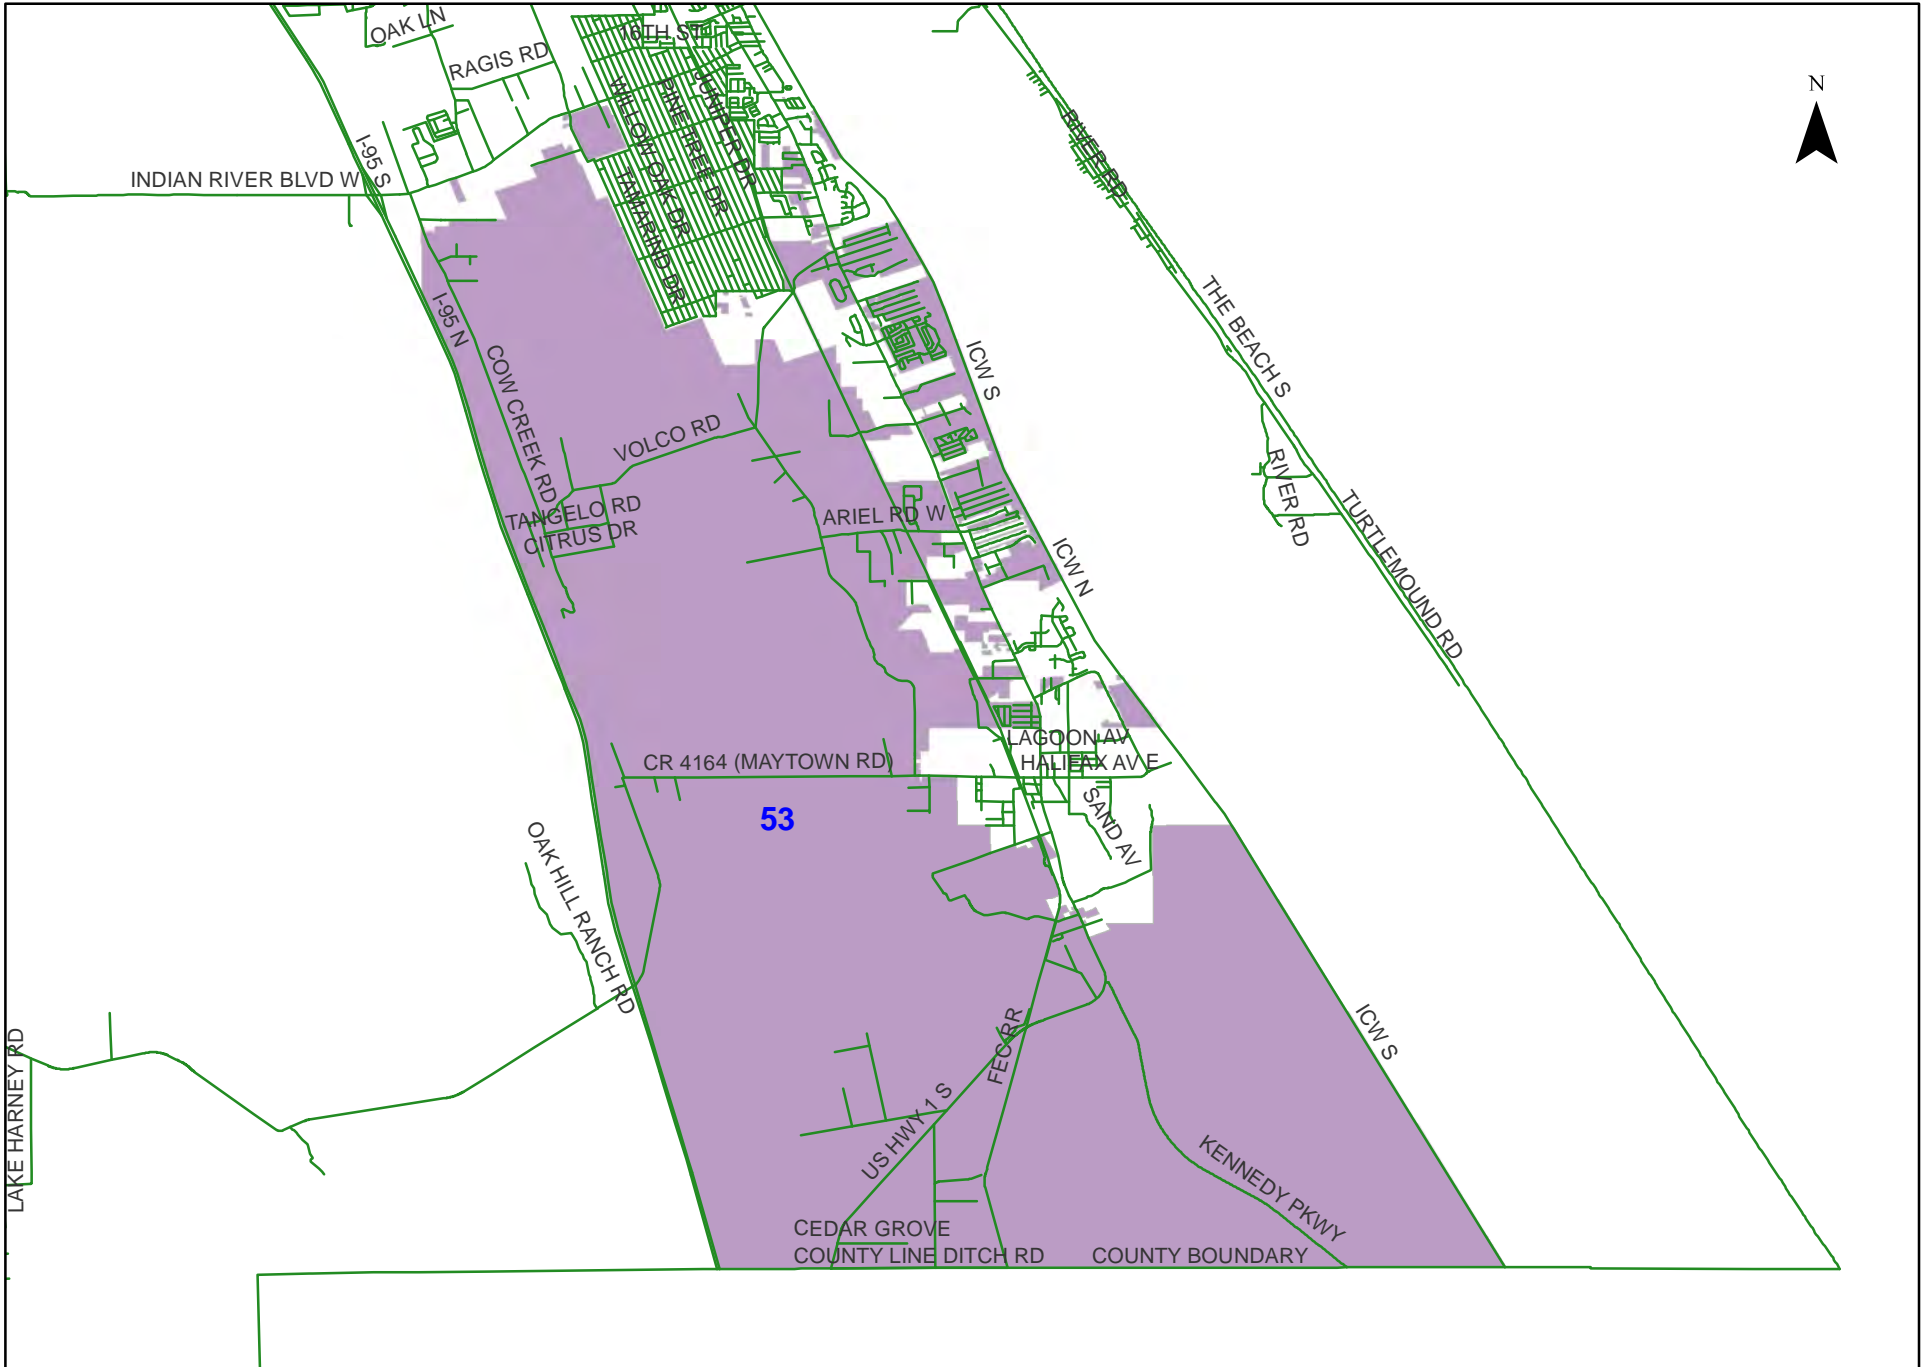 OAK LN
16TH ST
RAGIS RD
N
WILLOW OAK DR
PINE TREE DR
JUNIPER DR
RIVER RD
I-95 S
INDIAN RIVER BLVD W
TAMARIND DR
I-95 N
THE BEACH S
COW CREEK RD
ICW S
VOLCO RD
RIVER RD
TANGELO RD
ARIEL RD W
CITRUS DR
TURTLEMOUND RD
ICW N
LAGOON AV
CR 4164 (MAYTOWN RD)
HALIFAX AV E
53
SAND AV
OAK HILL RANCH RD
FEC RR
ICW S
LAKE HARNEY RD
US HWY 1 S
KENNEDY PKWY
CEDAR GROVE
COUNTY LINE DITCH RD
COUNTY BOUNDARY